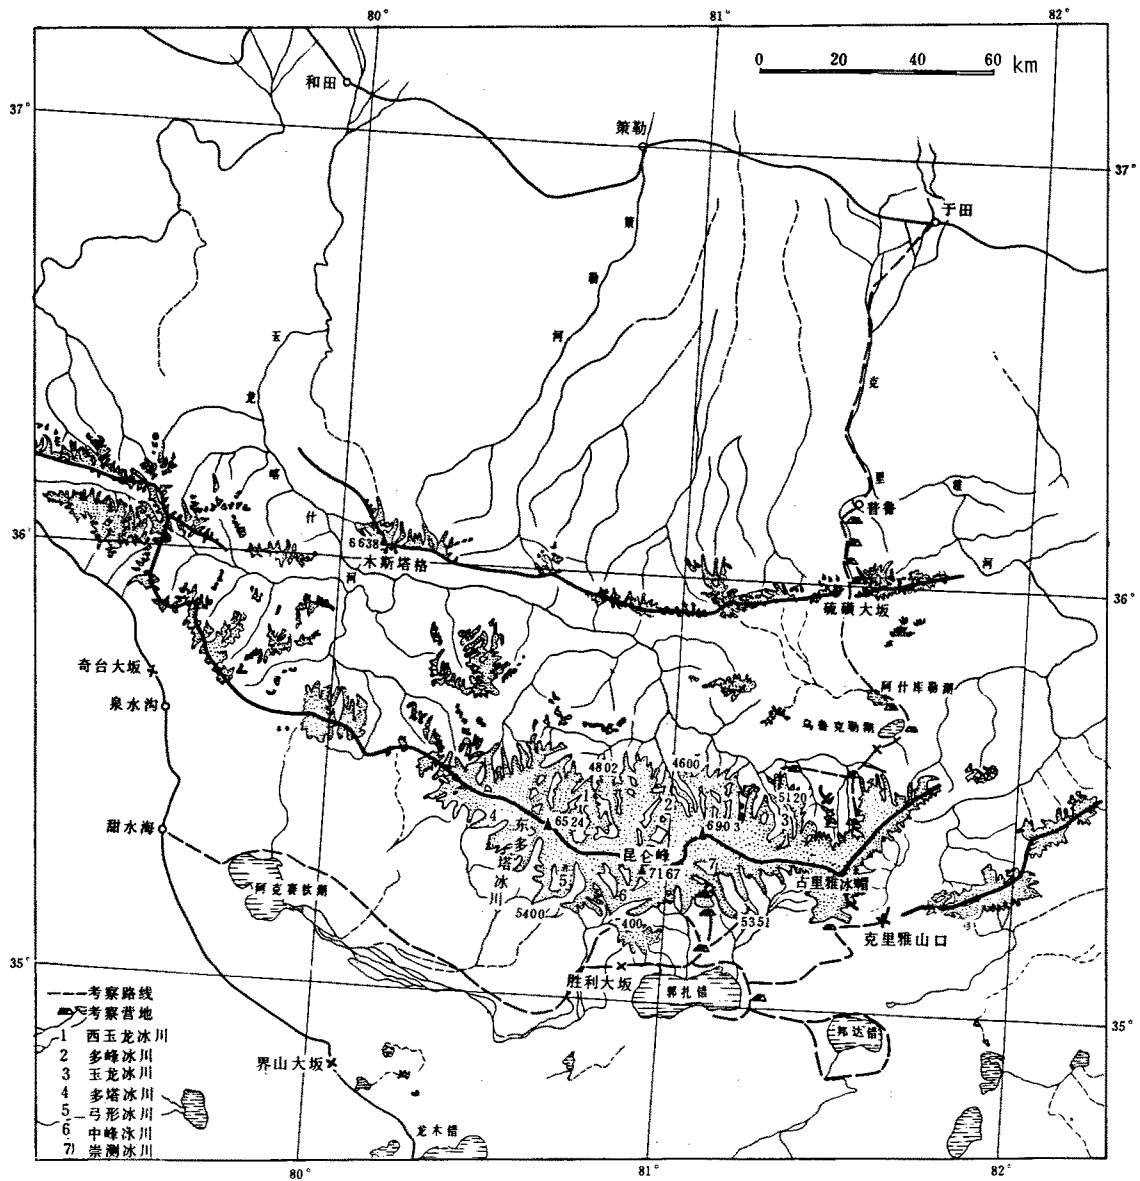 80°
81°
82°
0 20 40 60 km
和田
37°
策勒
37°
策
于田
勒
玉
河
龙
克
喀
里
雅
普鲁
什
36°
6638
木斯塔格
河
河
36°
硫磺大坂
奇台大坂
阿什库勒湖
泉水沟
乌鲁克勒湖
4802
4600
5120
2
3
甜水海
4
东
6524
6903
多
昆仑峰
塔
7167
7
古里雅冰帽
冰
5
6
川
阿克赛钦湖
5400
5351
克里雅山口
35°
胜利大坂
郭扎错
35°
邦达错
考察路线
考察营地
1 西玉龙冰川
2 多峰冰川
3 玉龙冰川
4 多塔冰川
5 弓形冰川
6 中峰冰川
7) 崇测冰川
界山大坂
龙木错
80°
81°
82°